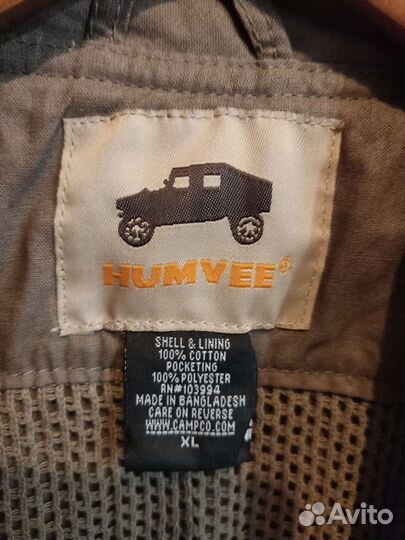 HUMVEE®
SHELL & LINING
100% COTTON
POCKETING
100% POLYESTER
RN#103994
MADE IN BANGLADESH
CARE ON REVERSE
WWW.CAMPCO.COM
XL
Avito